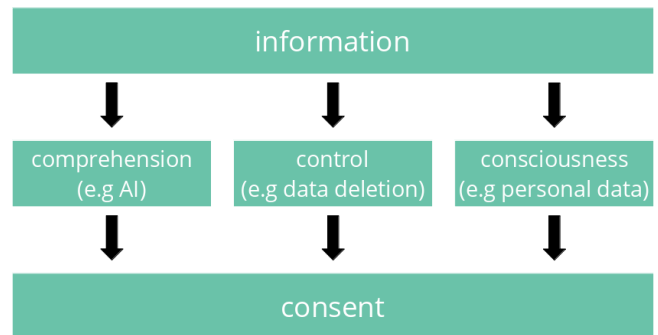 information
comprehension
(e.g AI)
control
(e.g data deletion)
consciousness
(e.g personal data)
consent